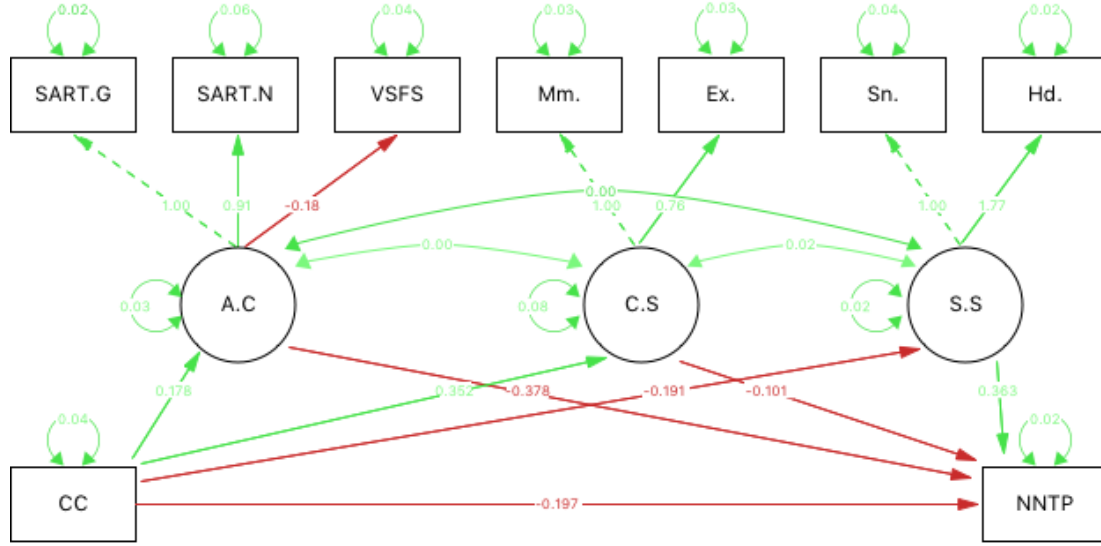 0.02 0.06 0.04 0.03 0.03 0.04 0.02
SART.G SART.N VSFS Mm. Ex. Sn. Hd.
0.00
1.00 0.91 -0.18 1.00 0.76 1.00 1.77
0.00 0.02
A.C C.S S.S
0.03 0.08 0.02
0.178 0.352 -0.378 -0.191 -0.101 0.363
0.04 0.02
CC -0.197 NNTP